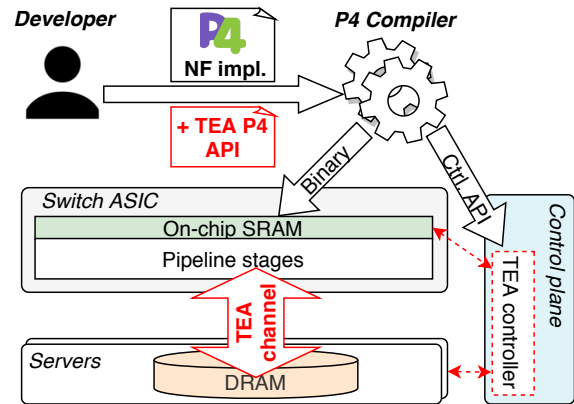 Developer
P4 Compiler
P4
NF impl.
+ TEA P4
API
Binary
Ctrl. API
Switch ASIC
On-chip SRAM
Pipeline stages
Control plane
TEA controller
TEA
channel
Servers
DRAM